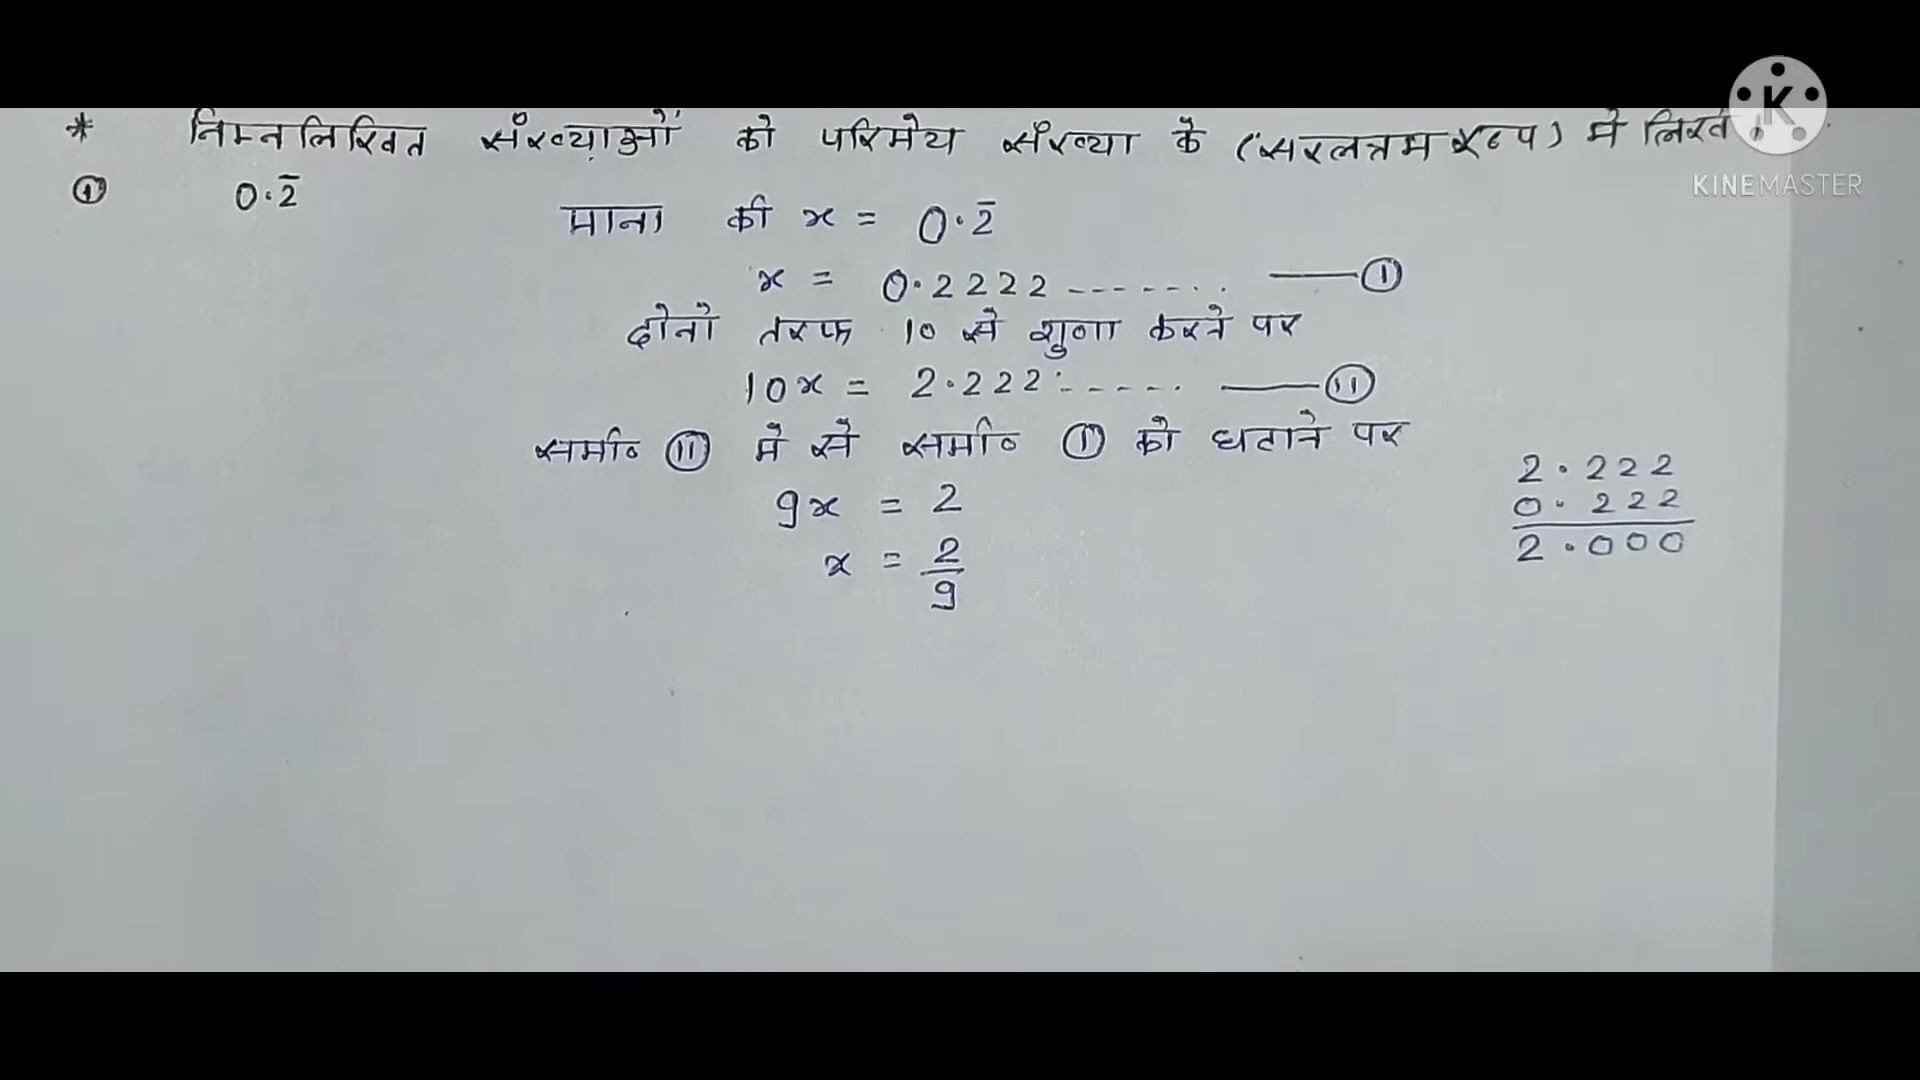 * निम्नलिखित संख्याओं को परिमेय संख्या के (सरलतम रूप) में लिखें।
① 0.2̅
माना की x = 0.2̅
x = 0.2222 -------- ——①
दोनो तरफ 10 से गुणा करने पर
10x = 2.222 ------ ——⑪
समी० ⑪ में से समी० ① को घटाने पर
9x = 2
x = 2/9
2.222
0.222
2.000
KINEMASTER